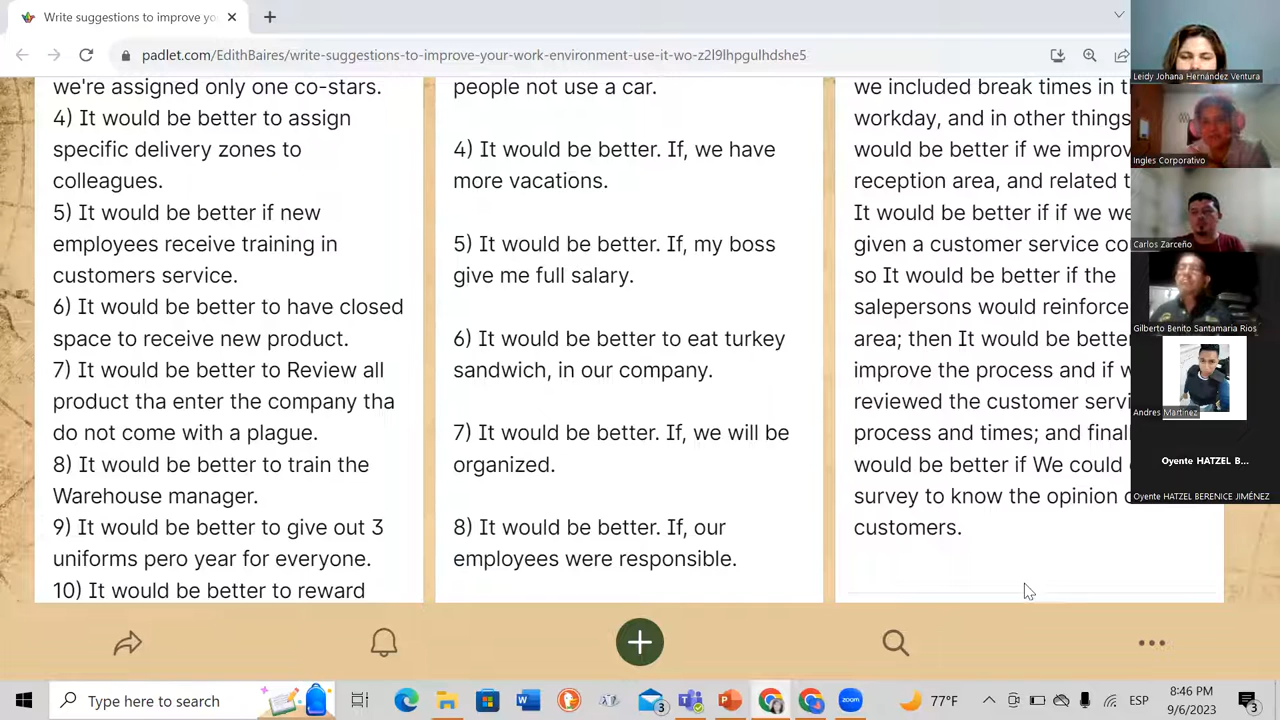 Write suggestions to improve yo
padlet.com/EdithBaires/write-suggestions-to-improve-your-work-environment-use-it-wo-z2l9lhpgulhdshe5
we're assigned only one co-stars.
4) It would be better to assign
specific delivery zones to
colleagues.
5) It would be better if new
employees receive training in
customers service.
6) It would be better to have closed
space to receive new product.
7) It would be better to Review all
product tha enter the company tha
do not come with a plague.
8) It would be better to train the
Warehouse manager.
9) It would be better to give out 3
uniforms pero year for everyone.
10) It would be better to reward
people not use a car.
4) It would be better. If, we have
more vacations.
5) It would be better. If, my boss
give me full salary.
6) It would be better to eat turkey
sandwich, in our company.
7) It would be better. If, we will be
organized.
8) It would be better. If, our
employees were responsible.
we included break times in
workday, and in other things
would be better if we
reception area, and related
It would be better if if we
given a customer service
so It would be better if the
salepersons would reinforce
area; then It would be better
improve the process and if
reviewed the customer
process and times; and
would be better if We could
survey to know the opinion
customers.
Leidy Johana Hernández Ventura
Ingles Corporativo
Carlos Zarceño
Gilberto Benito Santamaria Rios
Andres Martinez
Oyente HATZEL B...
Oyente HATZEL BERENICE JIMÉNEZ
Type here to search
3
77°F
ESP
8:46 PM
9/6/2023
3